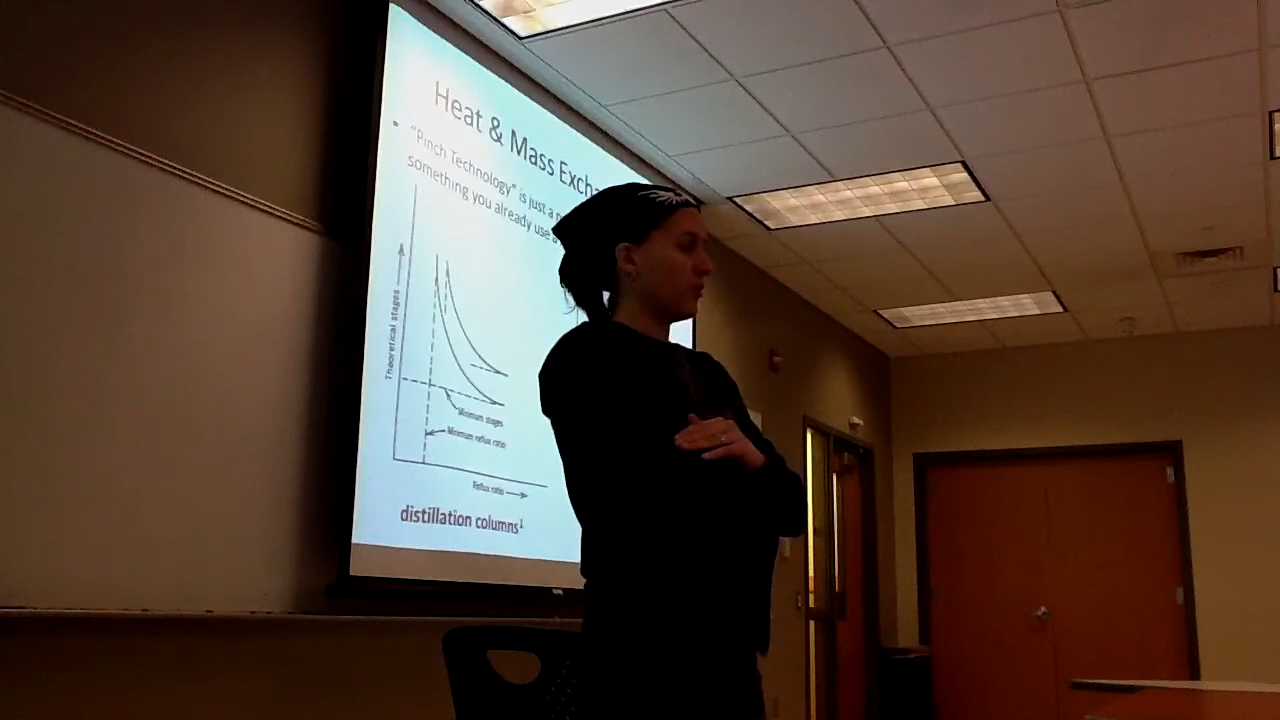 Heat & Mass Excha
• "Pinch Technology" is just a
something you already use
Theoretical stages
Minimum stages
Minimum reflux ratio
Reflux ratio
distillation columns¹